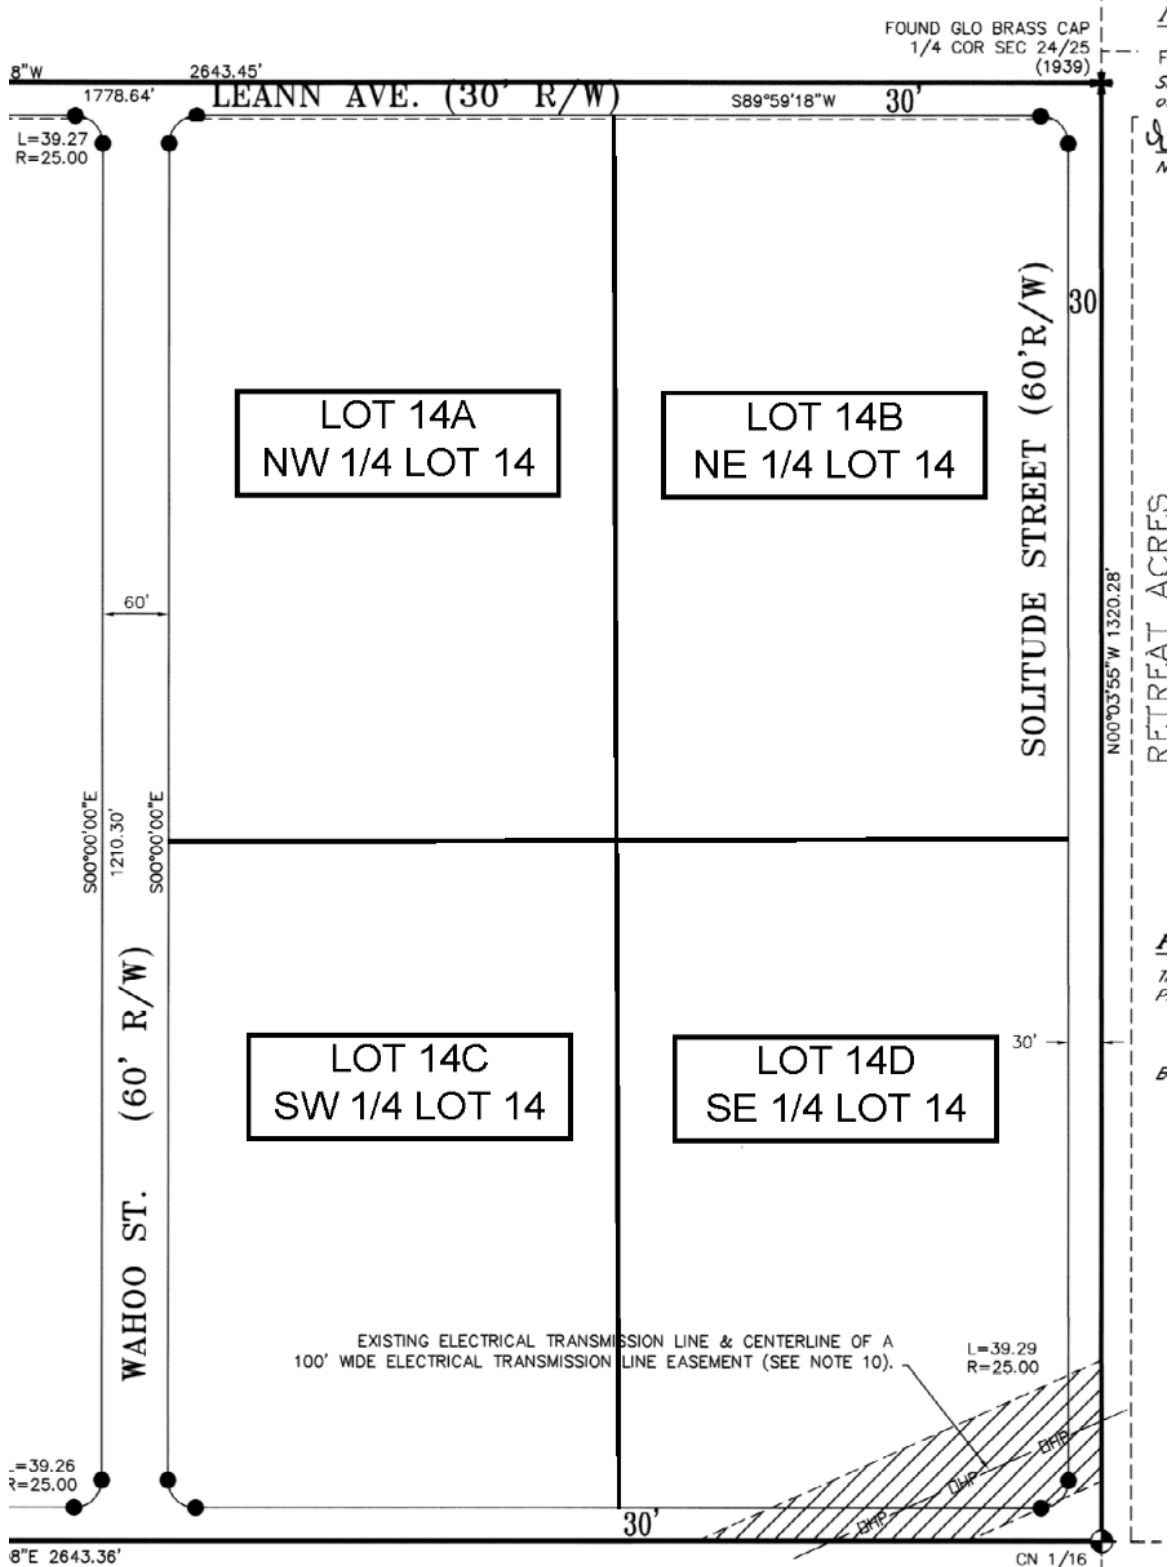 FOUND GLO BRASS CAP
1/4 COR SEC 24/25
(1939)
8"W
2643.45'
1778.64'
LEANN AVE. (30' R/W)
S89°59'18"W
30'
L=39.27
R=25.00
30
SOLITUDE STREET (60'R/W)
LOT 14A
NW 1/4 LOT 14
LOT 14B
NE 1/4 LOT 14
60'
N00°03'55"W 1320.28'
RETREAT ACRES
S00°00'00"E
1210.30'
S00°00'00"E
WAHOO ST. (60' R/W)
LOT 14C
SW 1/4 LOT 14
LOT 14D
SE 1/4 LOT 14
30'
EXISTING ELECTRICAL TRANSMISSION LINE & CENTERLINE OF A
100' WIDE ELECTRICAL TRANSMISSION LINE EASEMENT (SEE NOTE 10).
L=39.29
R=25.00
OHP
OHP
OHP
=39.26
R=25.00
30'
8"E 2643.36'
CN 1/16